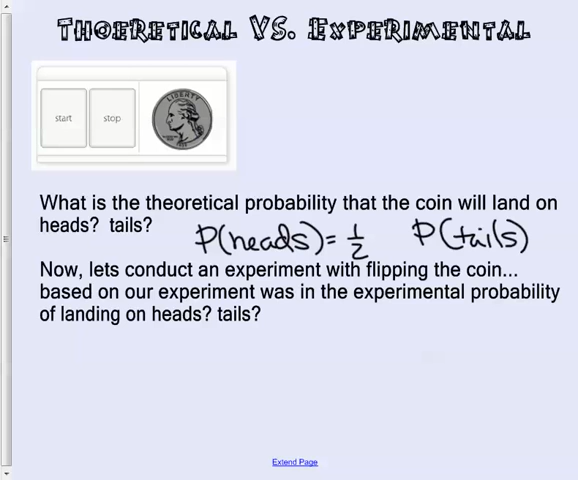 THOERETICAL VS. EXPERIMENTAL
start
stop
LIBERTY
What is the theoretical probability that the coin will land on
heads? tails?
P(heads) = 1/2 P(tails)
Now, lets conduct an experiment with flipping the coin...
based on our experiment was in the experimental probability
of landing on heads? tails?
Extend Page